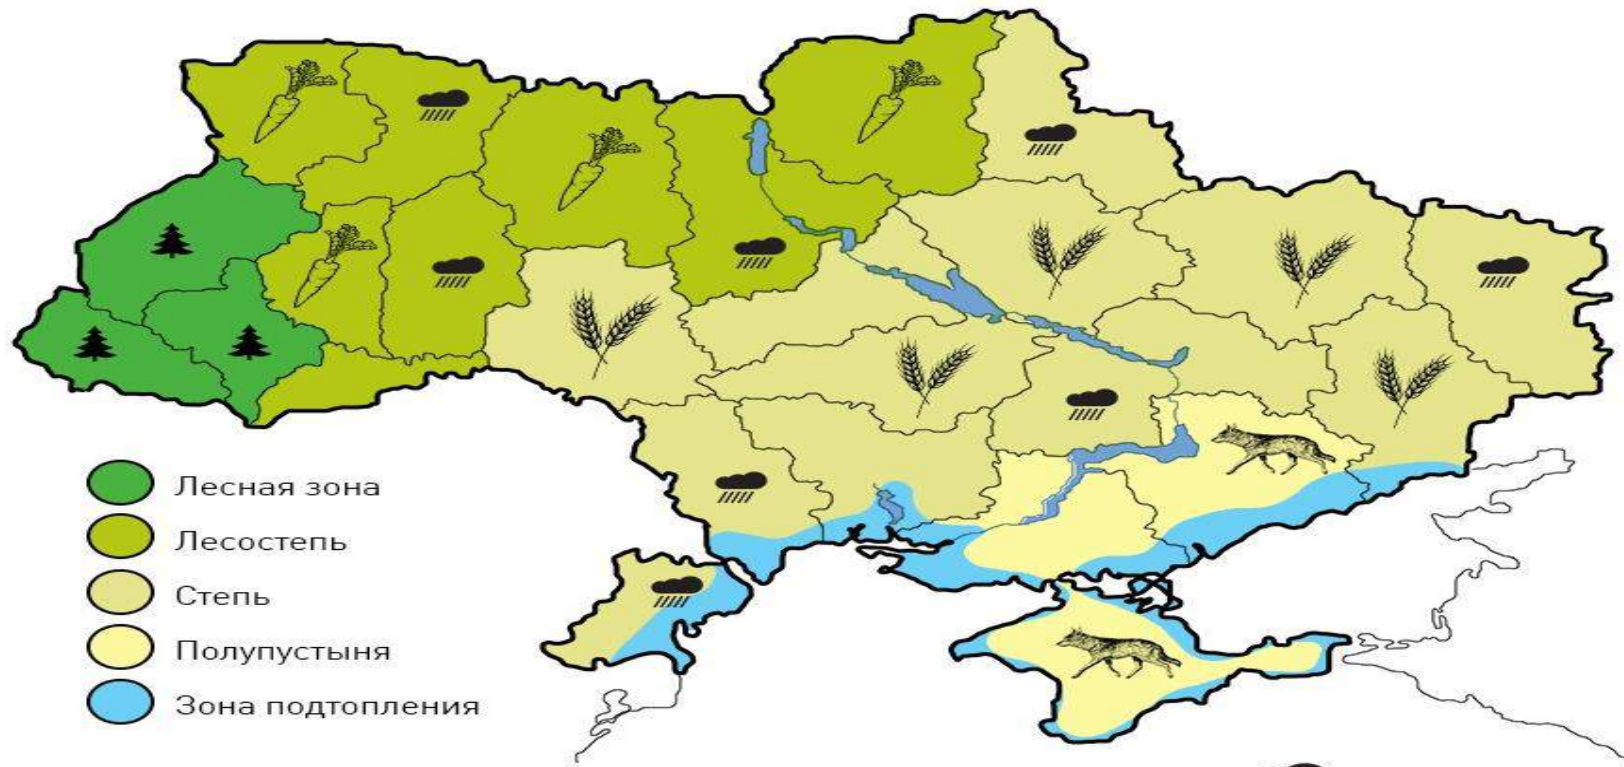 Лесная зона
Лесостепь
Степь
Полупустыня
Зона подтопления